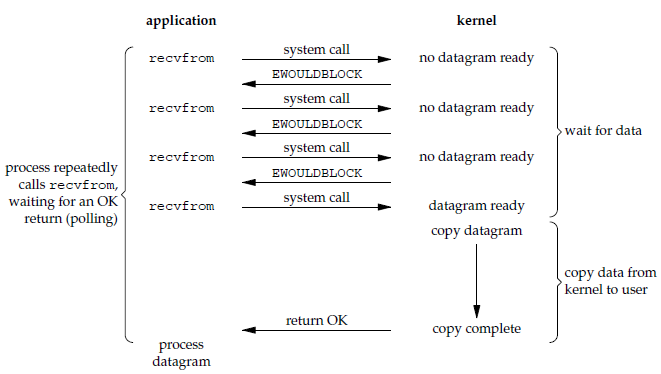 application kernel
recvfrom system call no datagram ready
EWOULDBLOCK
recvfrom system call no datagram ready
EWOULDBLOCK
wait for data
recvfrom system call no datagram ready
EWOULDBLOCK
recvfrom system call datagram ready
process repeatedly
calls recvfrom,
waiting for an OK
return (polling)
copy datagram
copy data from
kernel to user
return OK copy complete
process
datagram